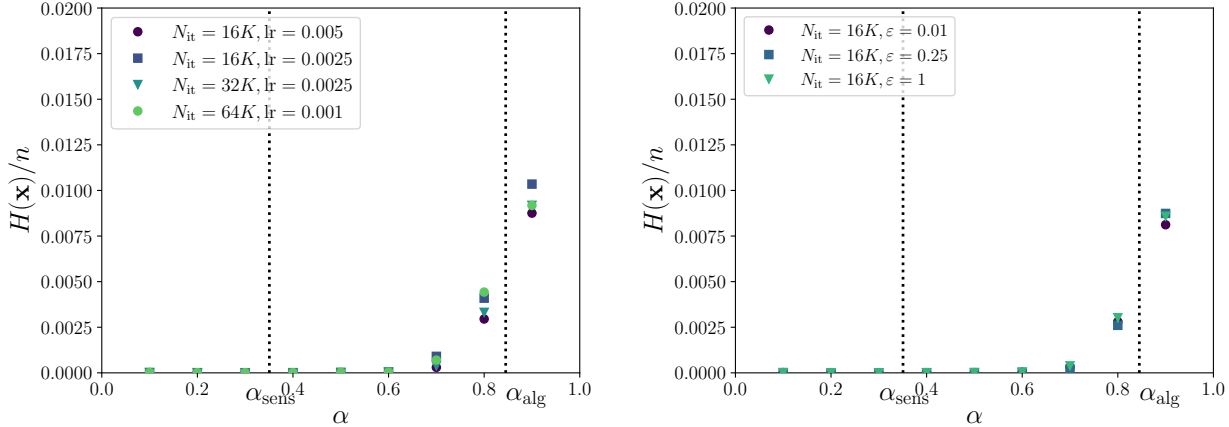 0.0200
0.0175
0.0150
0.0125
0.0100
0.0075
0.0050
0.0025
0.0000
H(x)/n
N_it = 16K, lr = 0.005
N_it = 16K, lr = 0.0025
N_it = 32K, lr = 0.0025
N_it = 64K, lr = 0.001
0.0 0.2 0.4 0.6 0.8 1.0
α_sens α_alg
α
0.0200
0.0175
0.0150
0.0125
0.0100
0.0075
0.0050
0.0025
0.0000
H(x)/n
N_it = 16K, ε = 0.01
N_it = 16K, ε = 0.25
N_it = 16K, ε = 1
0.0 0.2 0.4 0.6 0.8 1.0
α_sens α_alg
α